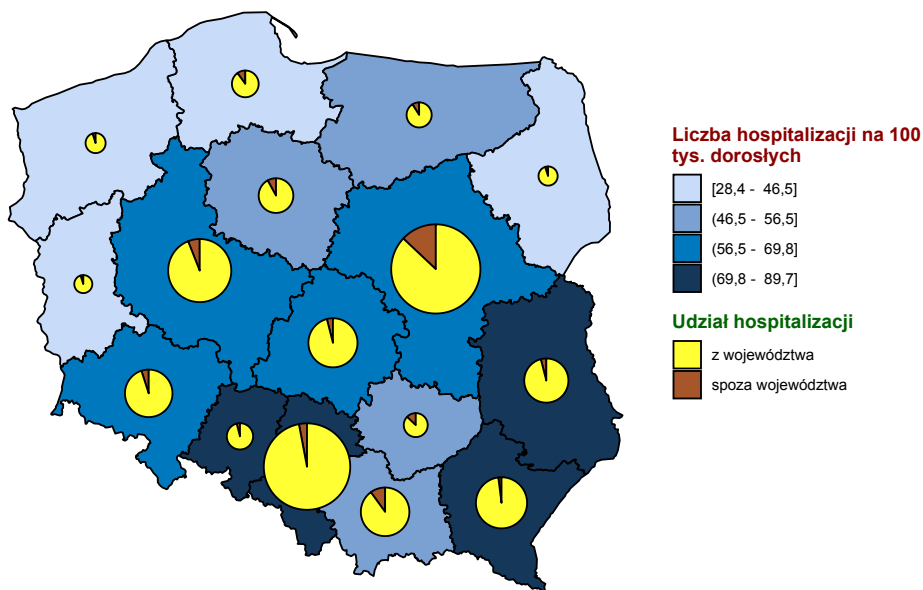 Liczba hospitalizacji na 100
tys. dorosłych
[28,4 - 46,5]
(46,5 - 56,5]
(56,5 - 69,8]
(69,8 - 89,7]
Udział hospitalizacji
z województwa
spoza województwa